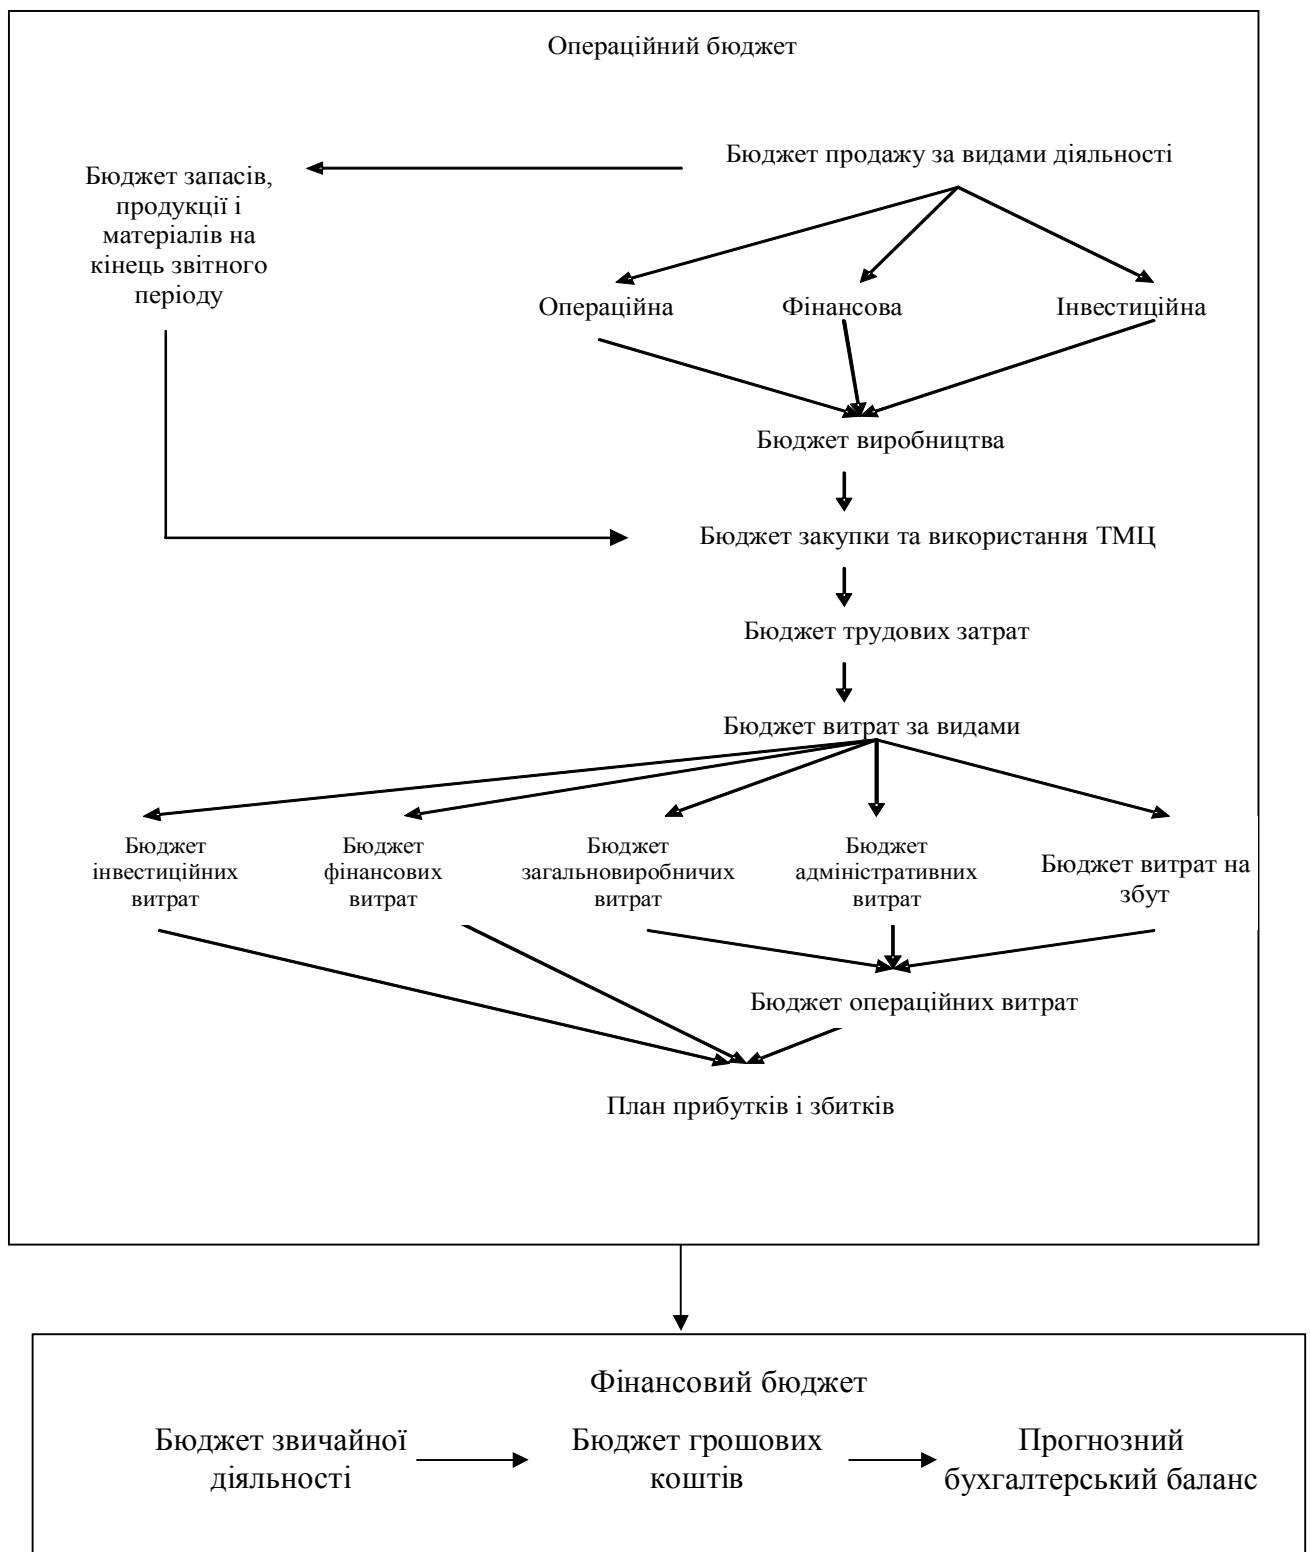 Операційний бюджет
Бюджет продажу за видами діяльності
Бюджет запасів,
продукції і
матеріалів на
кінець звітного
періоду
Операційна
Фінансова
Інвестиційна
Бюджет виробництва
Бюджет закупки та використання ТМЦ
Бюджет трудових затрат
Бюджет витрат за видами
Бюджет
інвестиційних
витрат
Бюджет
фінансових
витрат
Бюджет
загальновиробничих
витрат
Бюджет
адміністративних
витрат
Бюджет витрат на
збут
Бюджет операційних витрат
План прибутків і збитків
Фінансовий бюджет
Бюджет звичайної
діяльності
Бюджет грошових
коштів
Прогнозний
бухгалтерський баланс